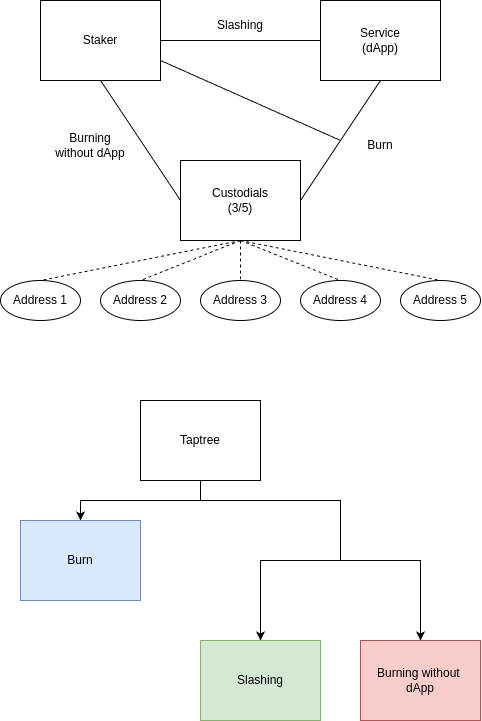 Slashing
Staker
Service
(dApp)
Burning
without dApp
Burn
Custodials
(3/5)
Address 1
Address 2
Address 3
Address 4
Address 5
Taptree
Burn
Slashing
Burning without
dApp